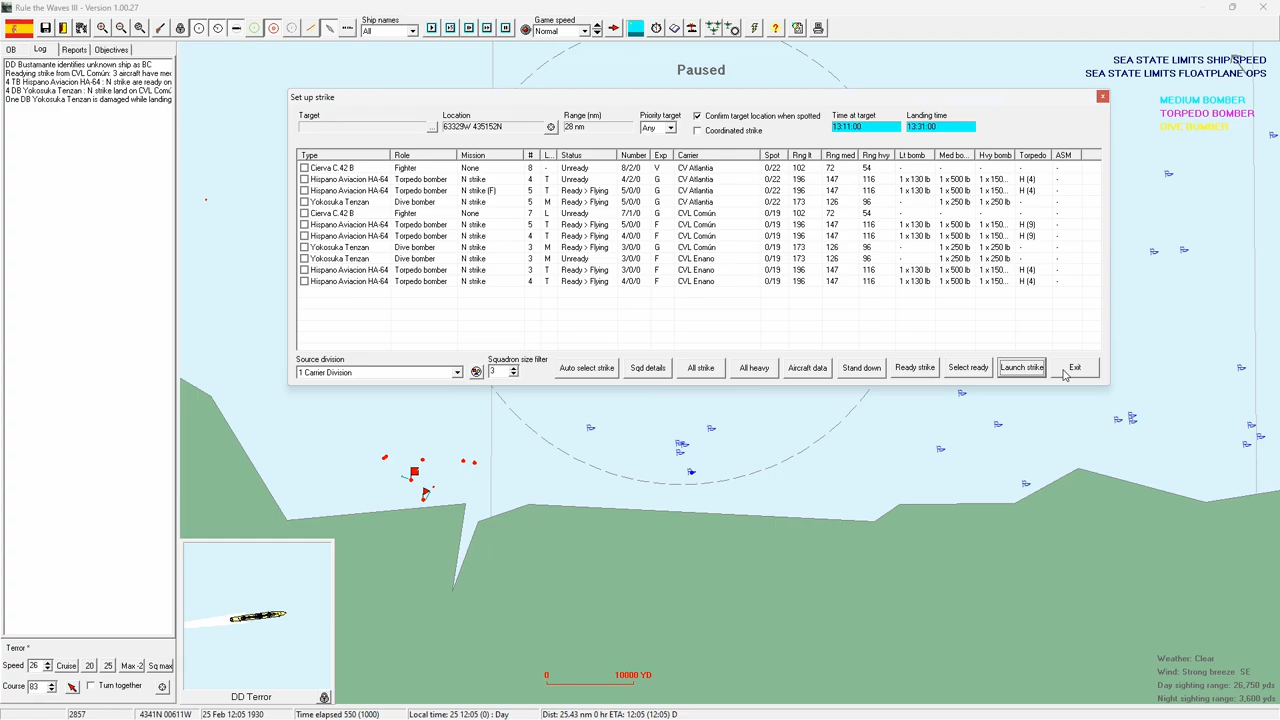 Rule the Waves III - Version 1.00.27
Ship names
All
Game speed
Normal
OB Log Reports Objectives
DD Bustamante identifies unknown ship as BC
Readying strike from CVL Común: 3 aircraft have mec
4 TB Hispano Aviacion HA-64 : N strike are ready on
4 DB Yokosuka Tenzan : N strike land on CVL Comú
One DB Yokosuka Tenzan is damaged while landing
Paused
SEA STATE LIMITS SHIP SPEED
SEA STATE LIMITS FLOATPLANE OPS
MEDIUM BOMBER
TORPEDO BOMBER
DIVE BOMBER
Set up strike
Target Location Range (nm) Priority target Confirm target location when spotted Time at target Landing time
... 63329W 435152N 28 nm Any Coordinated strike 13:11:00 13:31:00
Type Role Mission # L... Status Number Exp Carrier Spot Rng lt Rng med Rng hvy Lt bomb Med bo... Hvy bomb Torpedo ASM
Cierva C.42 B Fighter None 8 - Unready 8/2/0 V CV Atlantia 0/22 102 72 54 - - - - -
Hispano Aviacion HA-64 Torpedo bomber N strike 4 T Unready 4/2/0 G CV Atlantia 0/22 196 147 116 1 x 130 lb 1 x 500 lb 1 x 150... H (4) -
Hispano Aviacion HA-64 Torpedo bomber N strike (F) 5 T Ready > Flying 5/0/0 G CV Atlantia 0/22 196 147 116 1 x 130 lb 1 x 500 lb 1 x 150... H (4) -
Yokosuka Tenzan Dive bomber N strike 5 M Ready > Flying 5/0/0 G CV Atlantia 0/22 173 126 96 - 1 x 250 lb 1 x 250 lb - -
Cierva C.42 B Fighter None 7 L Unready 7/1/0 G CVL Común 0/19 102 72 54 - - - - -
Hispano Aviacion HA-64 Torpedo bomber N strike 5 T Ready > Flying 5/0/0 F CVL Común 0/19 196 147 116 1 x 130 lb 1 x 500 lb 1 x 150... H (9) -
Hispano Aviacion HA-64 Torpedo bomber N strike 4 T Ready > Flying 4/0/0 F CVL Común 0/19 196 147 116 1 x 130 lb 1 x 500 lb 1 x 150... H (9) -
Yokosuka Tenzan Dive bomber N strike 3 M Ready > Flying 3/0/0 G CVL Común 0/19 173 126 96 - 1 x 250 lb 1 x 250 lb - -
Yokosuka Tenzan Dive bomber N strike 3 M Unready 3/0/0 F CVL Enano 0/19 173 126 96 - 1 x 250 lb 1 x 250 lb - -
Hispano Aviacion HA-64 Torpedo bomber N strike 3 T Ready > Flying 3/0/0 F CVL Enano 0/19 196 147 116 1 x 130 lb 1 x 500 lb 1 x 150... H (4) -
Hispano Aviacion HA-64 Torpedo bomber N strike 4 T Ready > Flying 4/0/0 F CVL Enano 0/19 196 147 116 1 x 130 lb 1 x 500 lb 1 x 150... H (4) -
Source division Squadron size filter
1 Carrier Division 3 Auto select strike Sqd details All strike All heavy Aircraft data Stand down Ready strike Select ready Launch strike Exit
0 10000 YD
DD Terror
Terror *
Speed 26 Cruise 20 25 Max -2 Sq max
Course 83 Turn together
Weather: Clear
Wind: Strong breeze SE
Day sighting range: 26,750 yds
Night sighting range: 3,600 yds
2857 4341N 00611W 25 Feb 12:05 1930 Time elapsed 550 (1000) Local time: 25 12:05 (0) : Day Dist: 25.43 nm 0 hr ETA: 12:05 (12:05) D